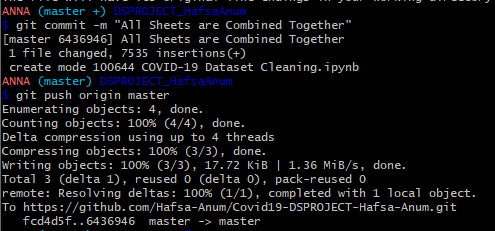 ANNA (master +) DSPROJECT_HafsaAnum
$ git commit -m "All Sheets are Combined Together"
[master 6436946] All Sheets are Combined Together
1 file changed, 7535 insertions(+)
create mode 100644 COVID-19 Dataset Cleaning.ipynb
ANNA (master) DSPROJECT_HafsaAnum
$ git push origin master
Enumerating objects: 4, done.
Counting objects: 100% (4/4), done.
Delta compression using up to 4 threads
Compressing objects: 100% (3/3), done.
Writing objects: 100% (3/3), 17.72 KiB | 1.36 MiB/s, done.
Total 3 (delta 1), reused 0 (delta 0), pack-reused 0
remote: Resolving deltas: 100% (1/1), completed with 1 local object.
To https://github.com/Hafsa-Anum/Covid19-DSPROJECT-Hafsa-Anum.git
fcd4d5f..6436946 master -> master